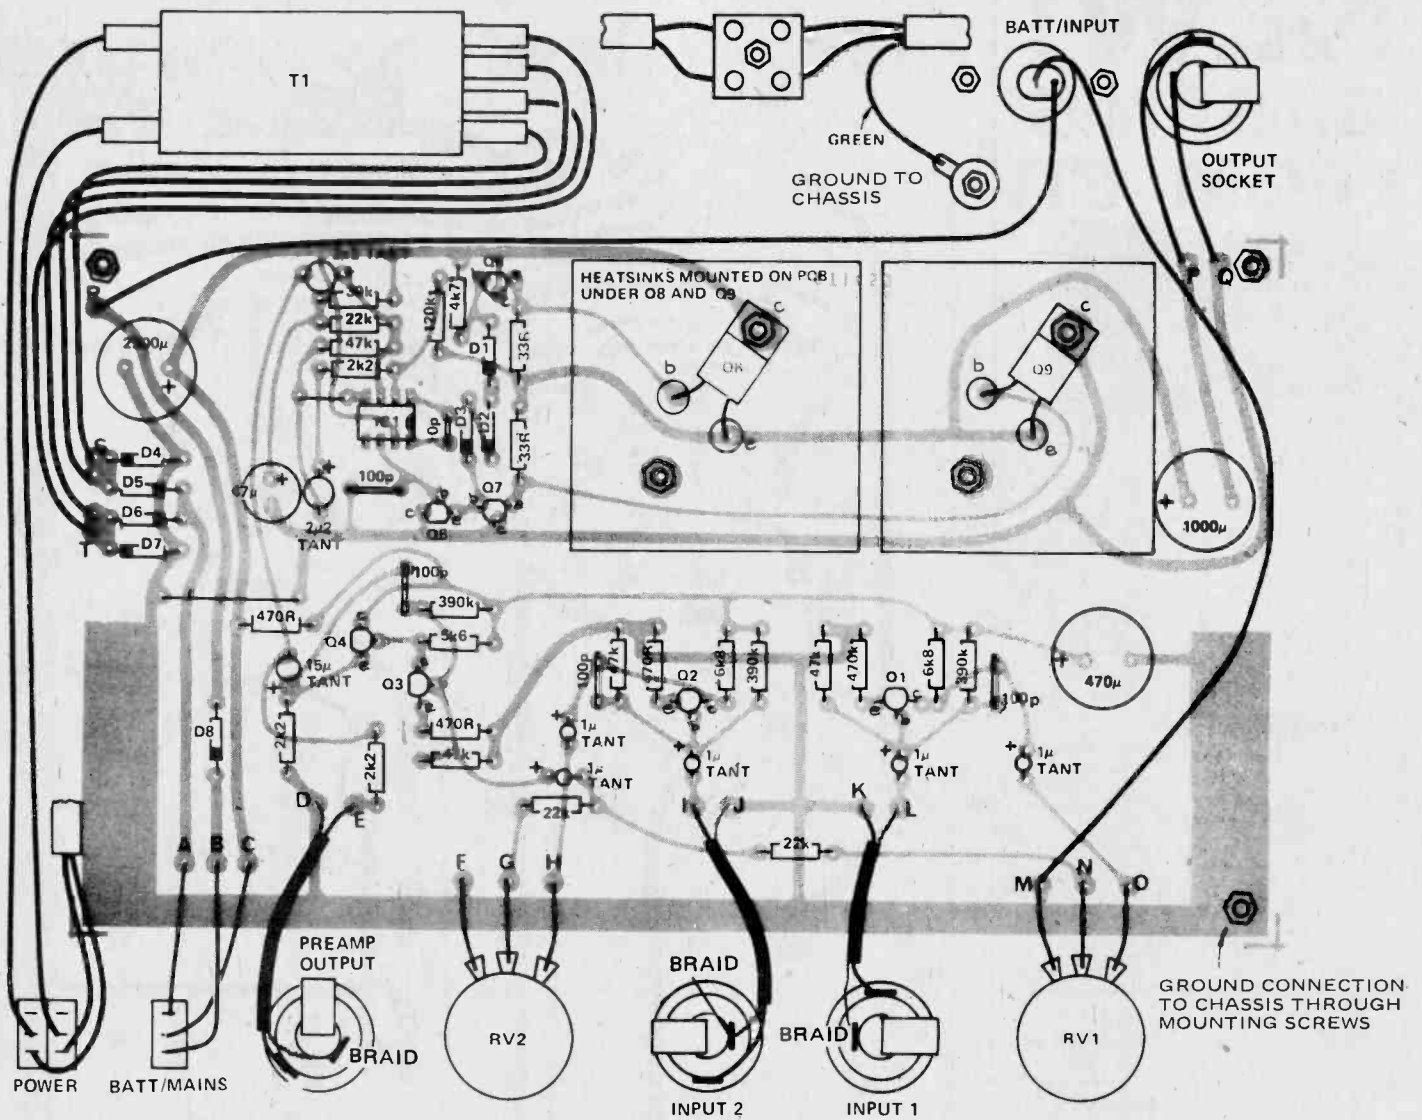 T1
BATT/INPUT
GREEN
GROUND TO
CHASSIS
OUTPUT
SOCKET
HEATSINKS MOUNTED ON PCB
UNDER Q8 AND Q9
P
Q
39k
22k
47k
2k2
120k
4k7
D1
33R
D3
D2
33R
c
b
Q8
e
c
b
Q9
e
+
S
D4
D5
D6
D7
T
100p
2µ2
TANT
c
Q6
Q7
+
1000µ
100p
390k
470R
5k6
Q4
15µ
TANT
Q3
470R
2k2
D8
2k2
100p
47k
470R
Q2
6k8
390k
47k
470k
Q1
6k8
390k
100p
+
470µ
1µ
TANT
1µ
TANT
1µ
TANT
1µ
TANT
1µ
TANT
22k
22k
A
B
C
D
E
F
G
H
I
J
K
L
M
N
O
PREAMP
OUTPUT
BRAID
RV2
BRAID
BRAID
RV1
GROUND CONNECTION
TO CHASSIS THROUGH
MOUNTING SCREWS
POWER
BATT/MAINS
INPUT 2
INPUT 1